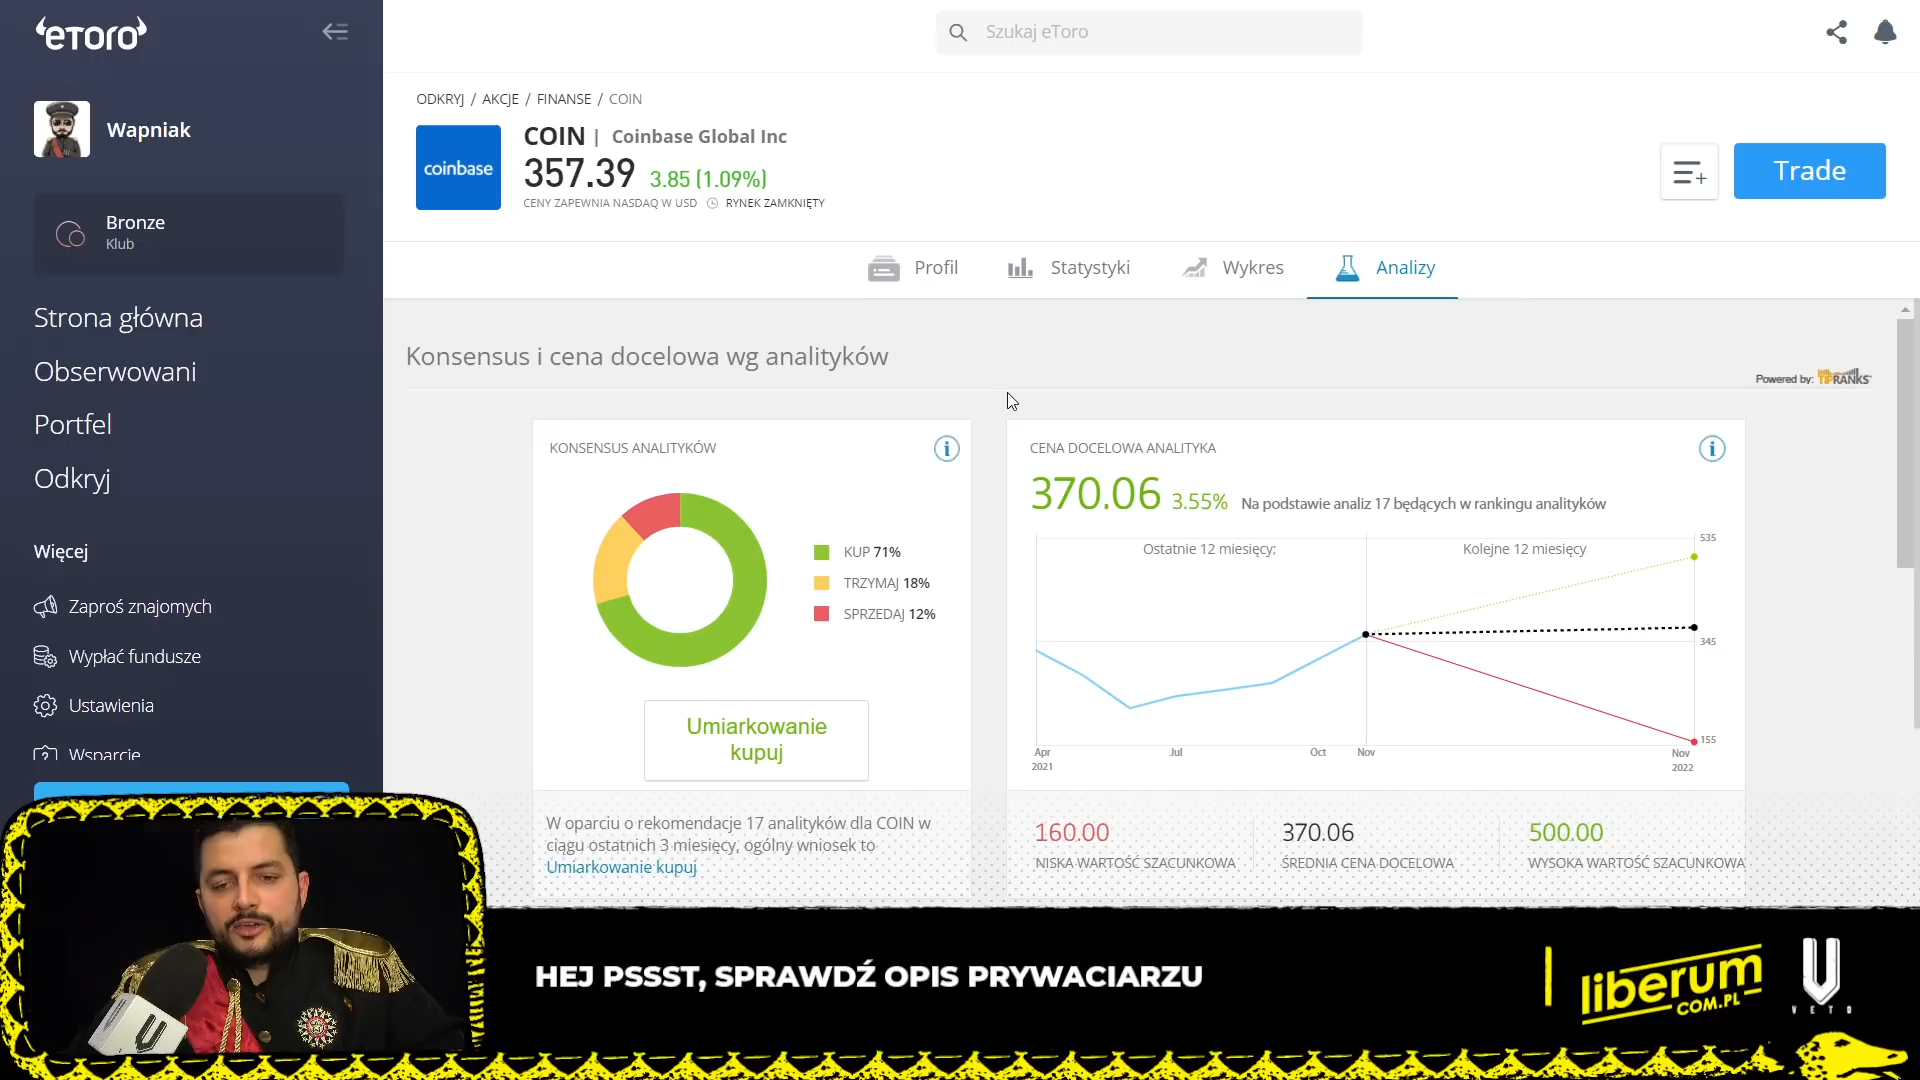 eToro
Szukaj eToro
Wapniak
Bronze
Klub
Strona główna
Obserwowani
Portfel
Odkryj
Więcej
Zaproś znajomych
Wypłać fundusze
Ustawienia
Wsparcie
ODKRYJ / AKCJE / FINANSE / COIN
coinbase
COIN | Coinbase Global Inc
357.39 3.85 (1.09%)
CENY ZAPEWNIA NASDAQ W USD RYNEK ZAMKNIĘTY
Trade
Profil
Statystyki
Wykres
Analizy
Konsensus i cena docelowa wg analityków
Powered by: TIPRANKS
KONSENSUS ANALITYKÓW
KUP 71%
TRZYMAJ 18%
SPRZEDAJ 12%
Umiarkowanie
kupuj
W oparciu o rekomendacje 17 analityków dla COIN w
ciągu ostatnich 3 miesięcy, ogólny wniosek to
Umiarkowanie kupuj
CENA DOCELOWA ANALITYKA
370.06 3.55% Na podstawie analiz 17 będących w rankingu analityków
Ostatnie 12 miesięcy;
Kolejne 12 miesięcy
535
345
155
Apr
2021
Jul
Oct
Nov
Nov
2022
160.00
NISKA WARTOŚĆ SZACUNKOWA
370.06
ŚREDNIA CENA DOCELOWA
500.00
WYSOKA WARTOŚĆ SZACUNKOWA
HEJ PSSST, SPRAWDŹ OPIS PRYWACIARZU
liberum
COM.PL
VETO